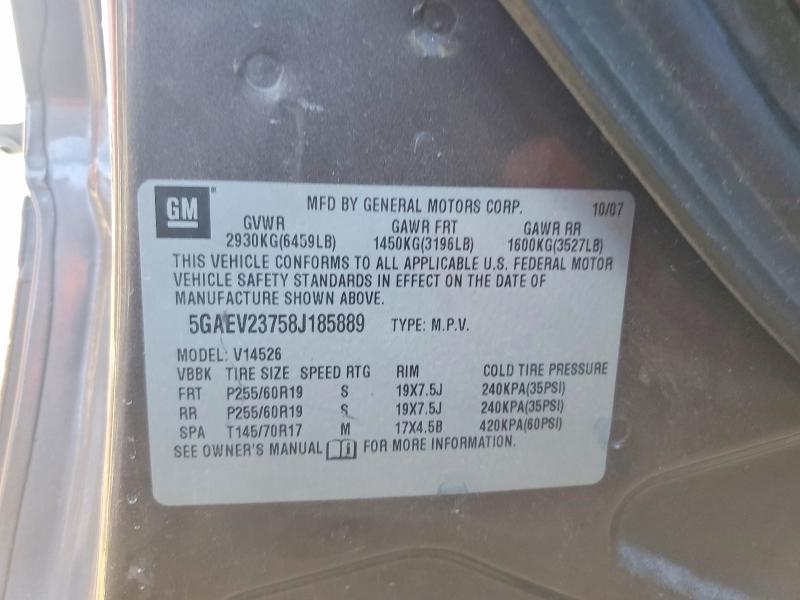 GM
MFD BY GENERAL MOTORS CORP. 10/07
GVWR GAWR FRT GAWR RR
2930KG(6459LB) 1450KG(3196LB) 1600KG(3527LB)
THIS VEHICLE CONFORMS TO ALL APPLICABLE U.S. FEDERAL MOTOR
VEHICLE SAFETY STANDARDS IN EFFECT ON THE DATE OF
MANUFACTURE SHOWN ABOVE.
5GAEV23758J185889 TYPE: M.P.V.
MODEL: V14526
VBBK TIRE SIZE SPEED RTG RIM COLD TIRE PRESSURE
FRT P255/60R19 S 19X7.5J 240KPA(35PSI)
RR P255/60R19 S 19X7.5J 240KPA(35PSI)
SPA T145/70R17 M 17X4.5B 420KPA(60PSI)
SEE OWNER'S MANUAL i FOR MORE INFORMATION.